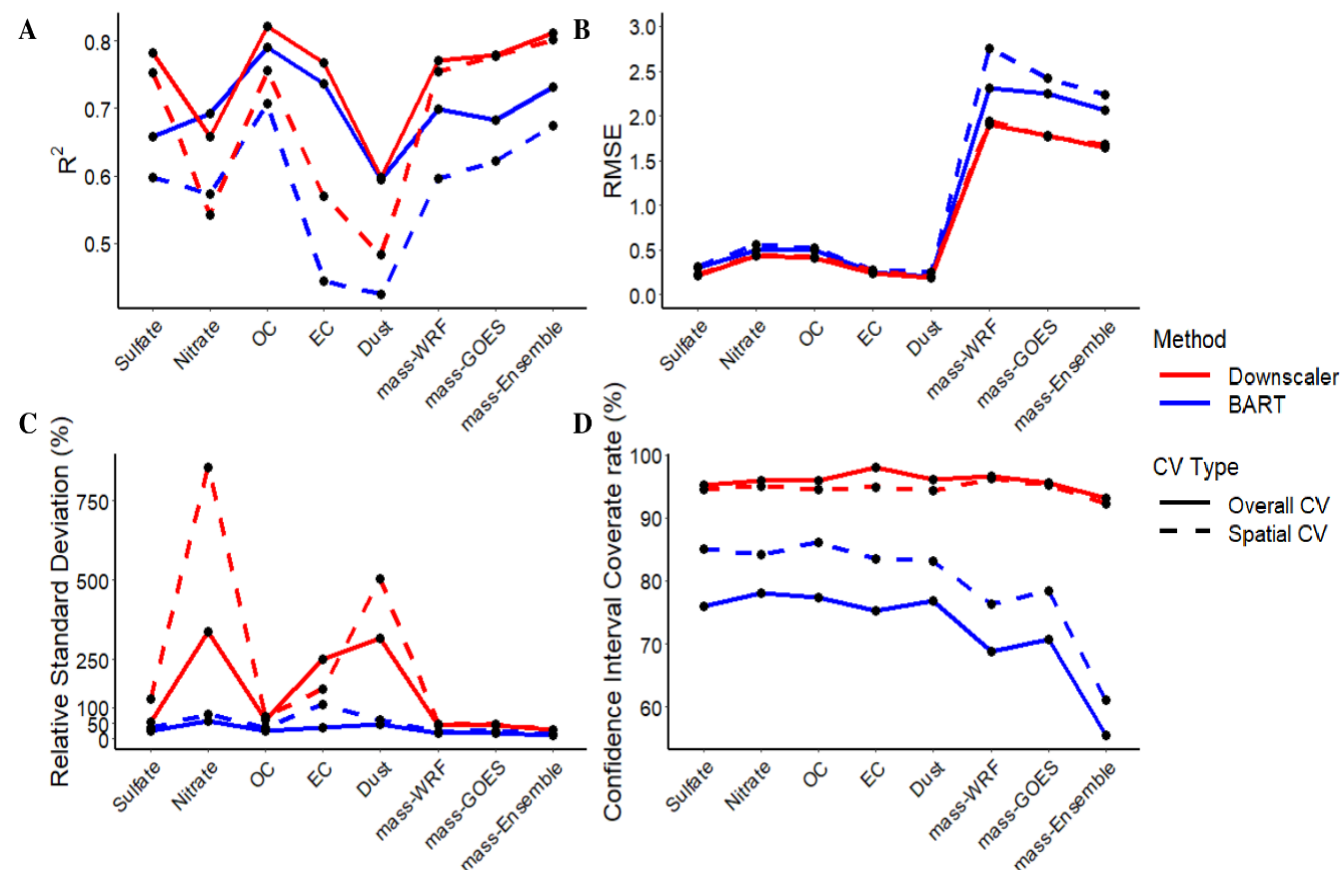 A
R2
0.8
0.7
0.6
0.5
Sulfate
Nitrate
OC
EC
Dust
mass-WRF
mass-GOES
mass-Ensemble
B
RMSE
3.0
2.5
2.0
1.5
1.0
0.5
0.0
Sulfate
Nitrate
OC
EC
Dust
mass-WRF
mass-GOES
mass-Ensemble
C
Relative Standard Deviation (%)
750
500
250
100
50
0
Sulfate
Nitrate
OC
EC
Dust
mass-WRF
mass-GOES
mass-Ensemble
D
Confidence Interval Coverate rate (%)
100
90
80
70
60
Sulfate
Nitrate
OC
EC
Dust
mass-WRF
mass-GOES
mass-Ensemble
Method
Downscaler
BART
CV Type
Overall CV
Spatial CV